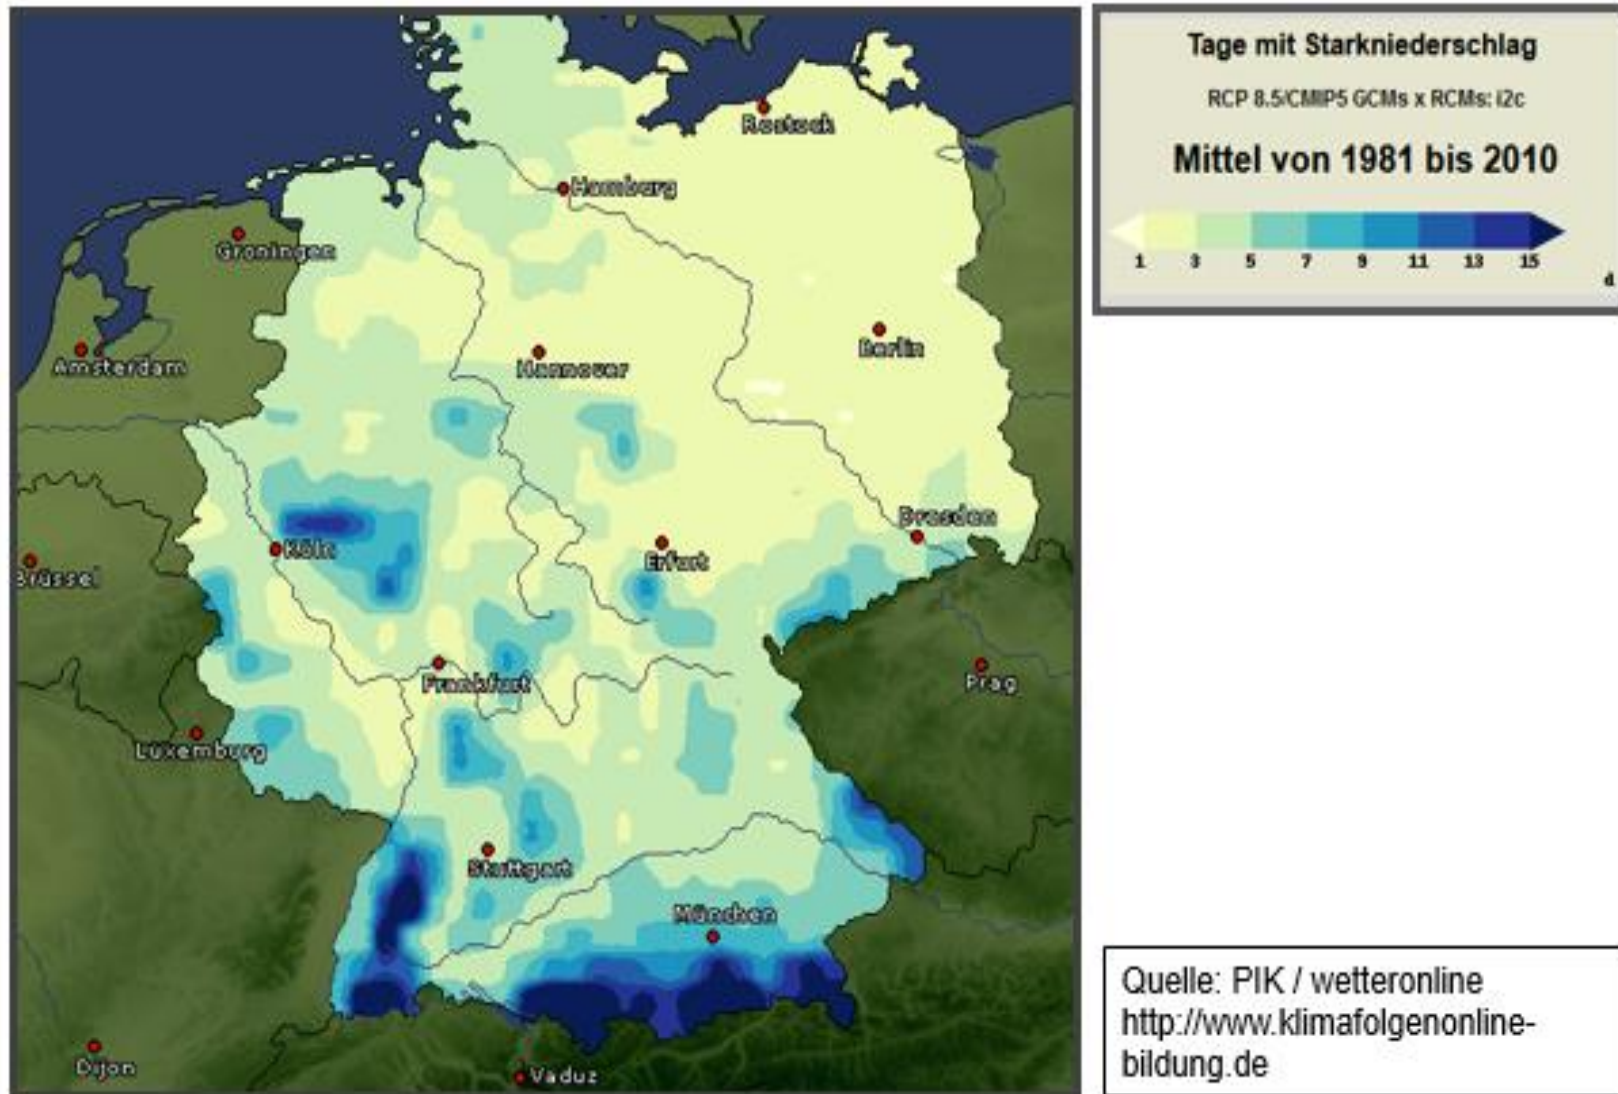 Rostock
Hamburg
Groningen
Amsterdam
Hannover
Berlin
Dresden
Köln
Erfurt
Brüssel
Prag
Frankfurt
Luxemburg
Stuttgart
München
Dijon
Vaduz
Tage mit Starkniederschlag
RCP 8.5/CMIP5 GCMs x RCMs: i2c
Mittel von 1981 bis 2010
1 3 5 7 9 11 13 15
d
Quelle: PIK / wetteronline
http://www.klimafolgenonline-
bildung.de